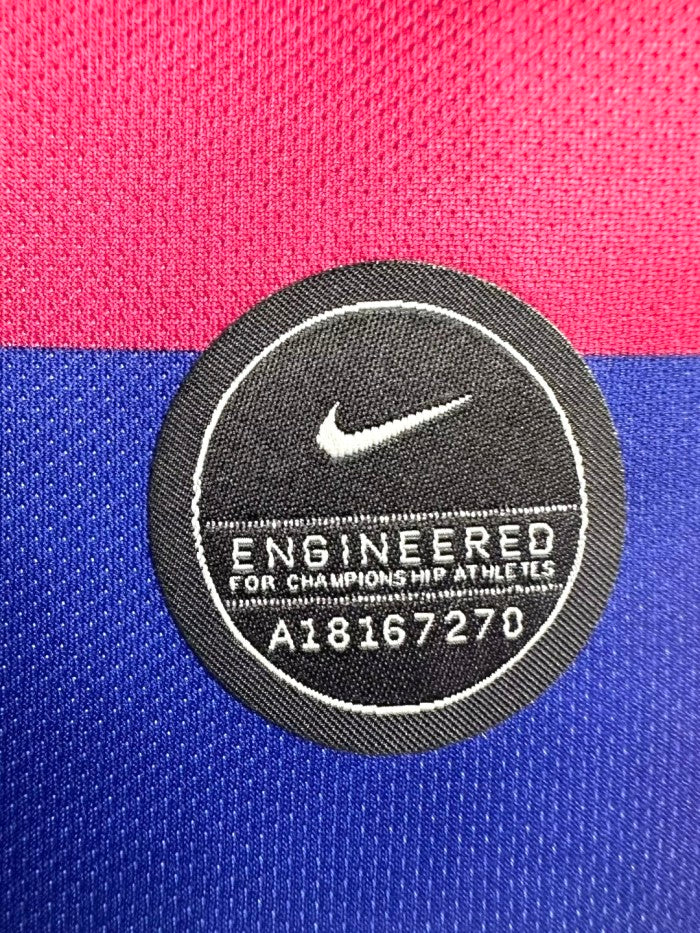 ENGINEERED
FOR CHAMPIONSHIP ATHLETES
A18167270